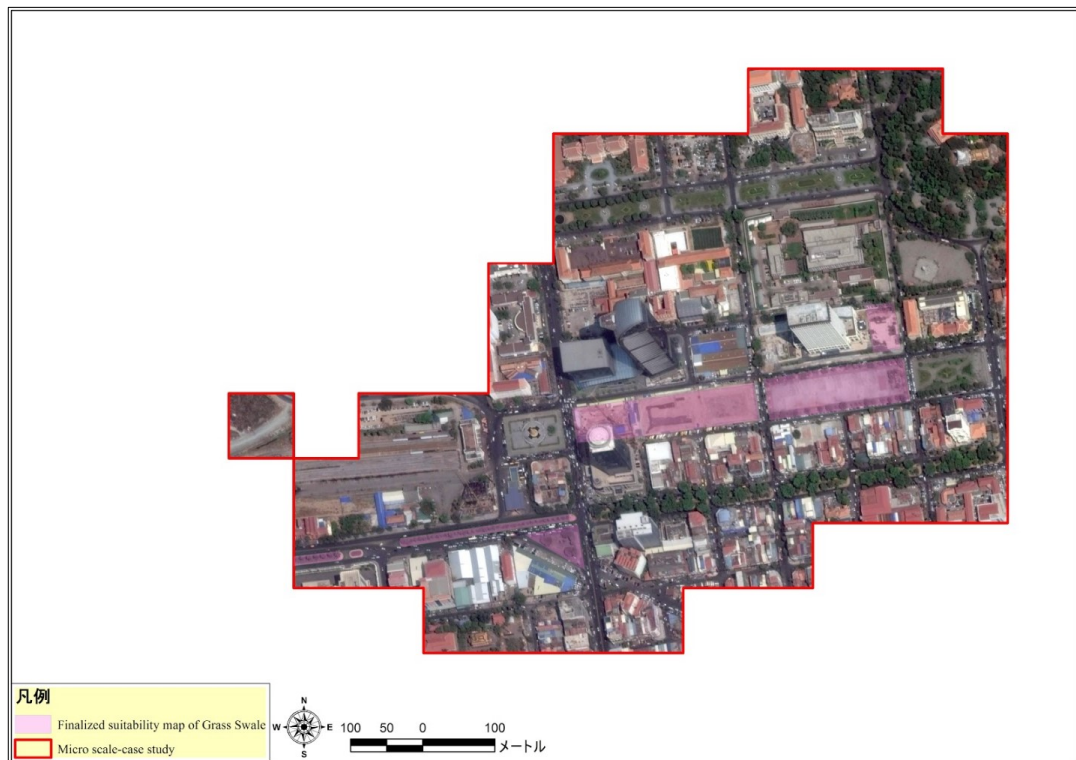 凡例
Finalized suitability map of Grass Swale
Micro scale-case study
N
W
E
S
100 50 0 100
メートル